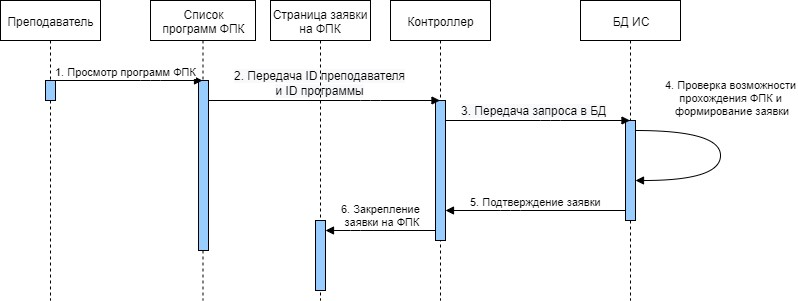 Преподаватель
Список
программ ФПК
Страница заявки
на ФПК
Контроллер
БД ИС
1. Просмотр программ ФПК
2. Передача ID преподавателя
и ID программы
3. Передача запроса в БД
4. Проверка возможности
прохождения ФПК и
формирование заявки
5. Подтверждение заявки
6. Закрепление
заявки на ФПК